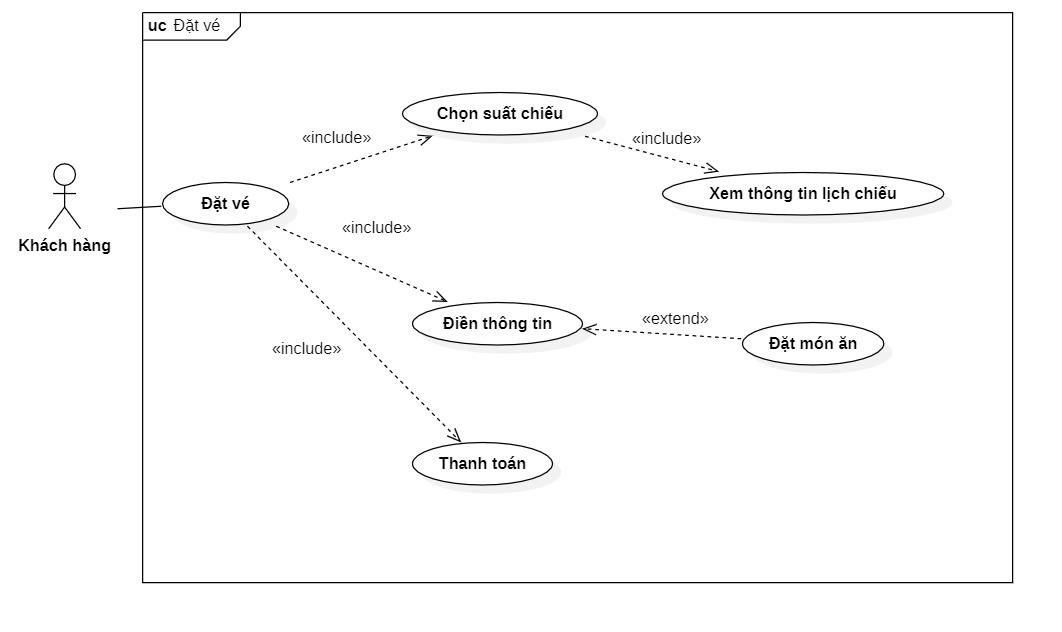 uc Đặt vé
Chọn suất chiếu
«include»
«include»
Xem thông tin lịch chiếu
Đặt vé
«include»
Khách hàng
Điền thông tin
«extend»
Đặt món ăn
«include»
Thanh toán